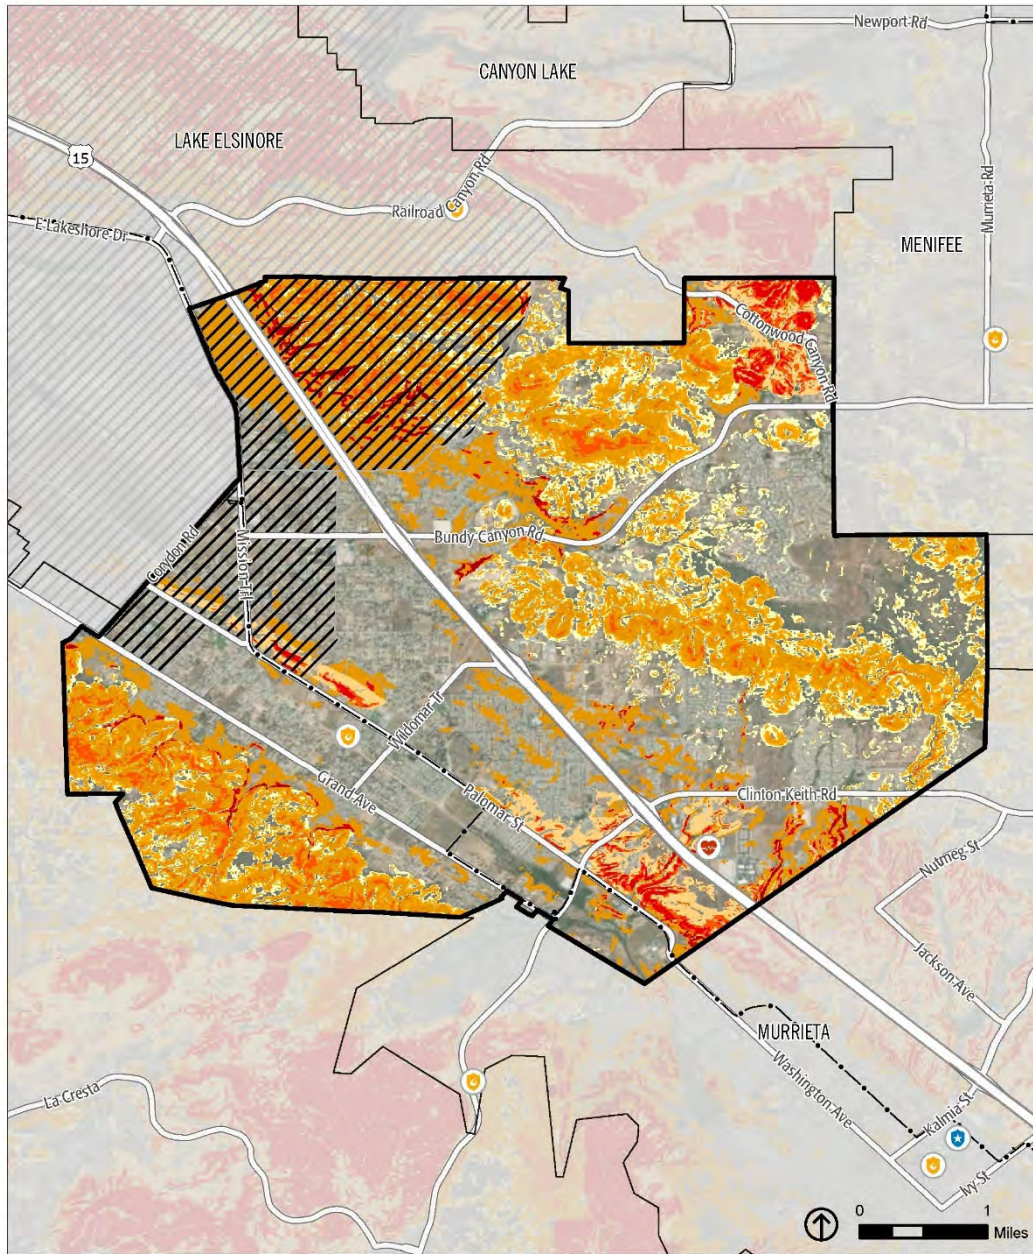 Newport Rd
CANYON LAKE
LAKE ELSINORE
15
Railroad Canyon Rd
Murrieta Rd
E Lakeshore Dr
MENIFEE
Cottonwood Canyon Rd
Bundy Canyon Rd
Corydon Rd
Mission Trl
Wildomar Tr
Grand Ave
Palomar St
Clinton Keith Rd
Nutmeg St
Jackson Ave
MURRIETA
Washington Ave
La Cresta
Kalmia St
Ivy St
0 1
Miles